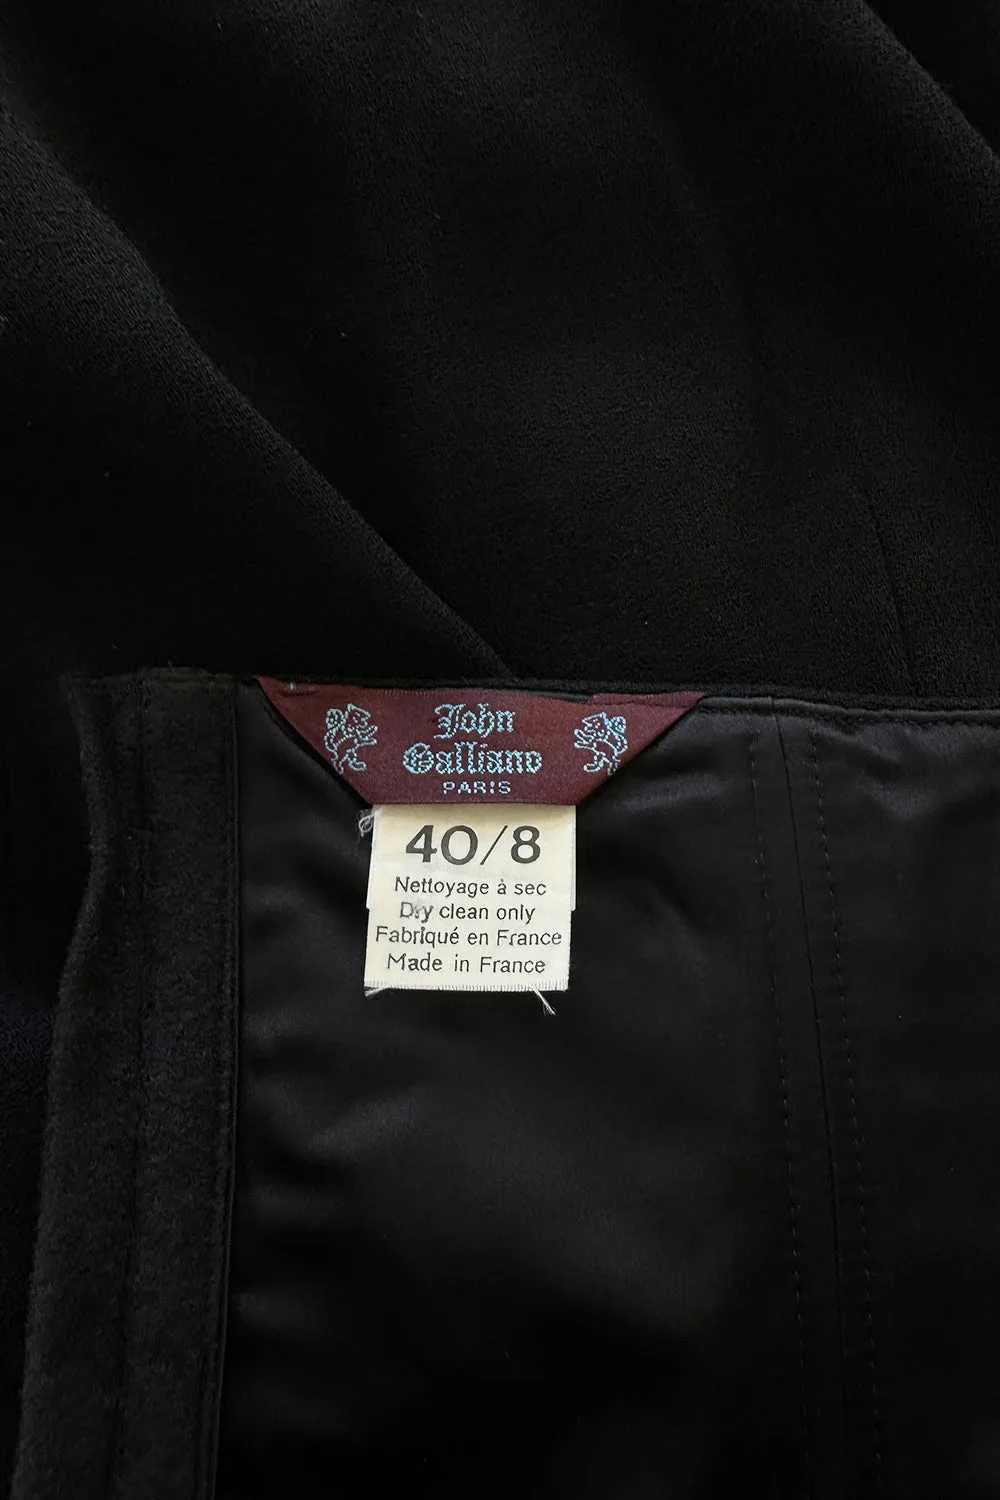 John
Galliano
PARIS
40/8
Nettoyage à sec
Dry clean only
Fabriqué en France
Made in France